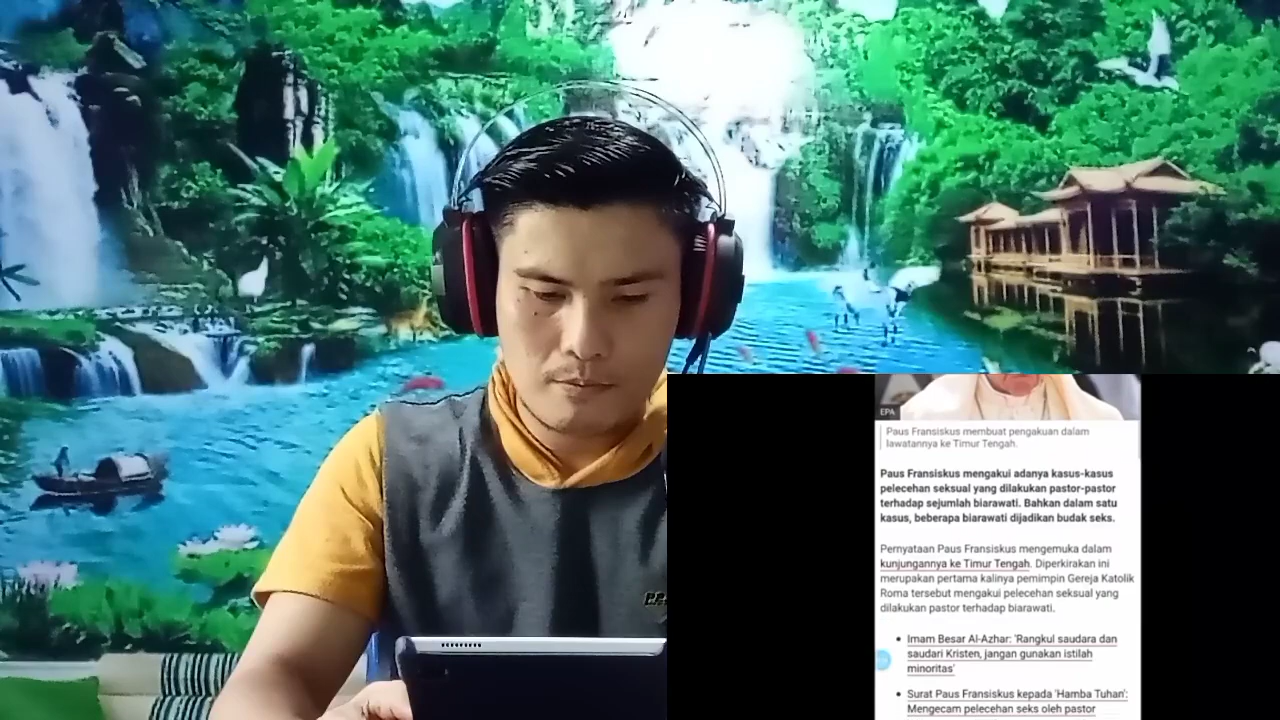 EPA
Paus Fransiskus membuat pengakuan dalam
lawatannya ke Timur Tengah.
Paus Fransiskus mengakui adanya kasus-kasus
pelecehan seksual yang dilakukan pastor-pastor
terhadap sejumlah biarawati. Bahkan dalam satu
kasus, beberapa biarawati dijadikan budak seks.
Pernyataan Paus Fransiskus mengemuka dalam
kunjungannya ke Timur Tengah. Diperkirakan ini
merupakan pertama kalinya pemimpin Gereja Katolik
Roma tersebut mengakui pelecehan seksual yang
dilakukan pastor terhadap biarawati.
• Imam Besar Al-Azhar: 'Rangkul saudara dan
saudari Kristen, jangan gunakan istilah
minoritas'
• Surat Paus Fransiskus kepada 'Hamba Tuhan':
Mengecam pelecehan seks oleh pastor